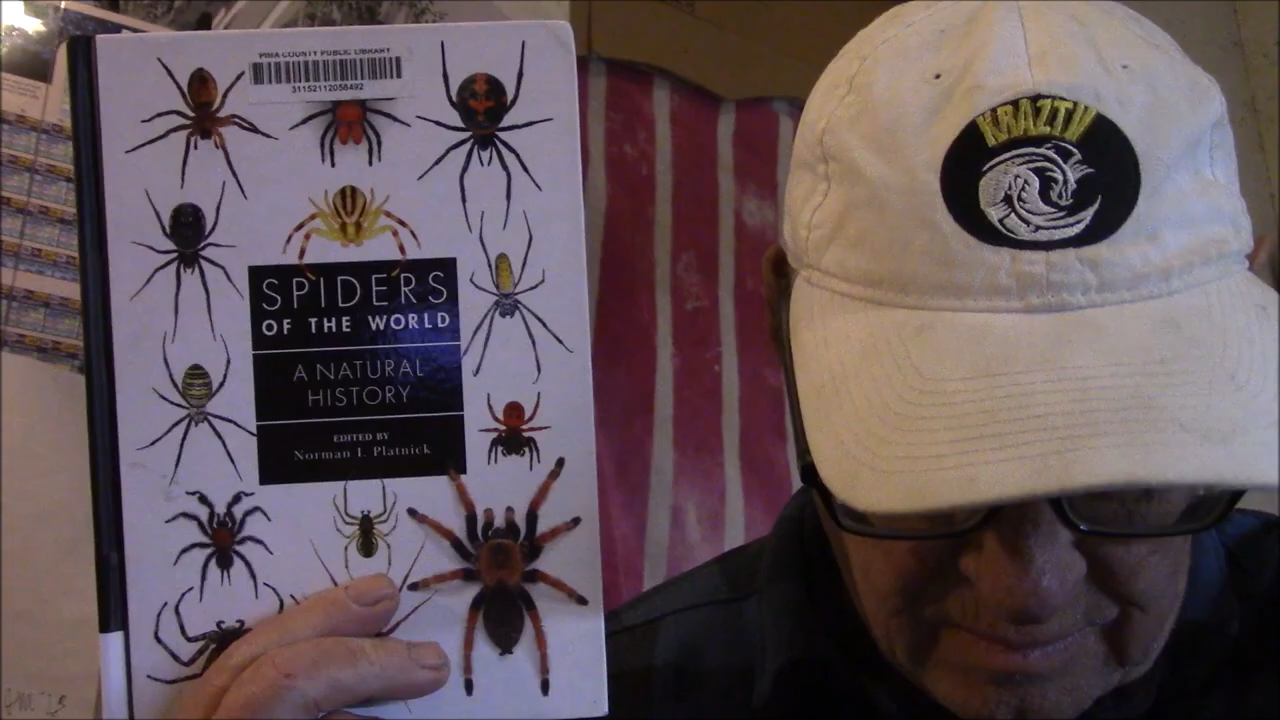 PIMA COUNTY PUBLIC LIBRARY
31152112058492
SPIDERS
OF THE WORLD
A NATURAL
HISTORY
EDITED BY
Norman I. Platnick
KRAZTV